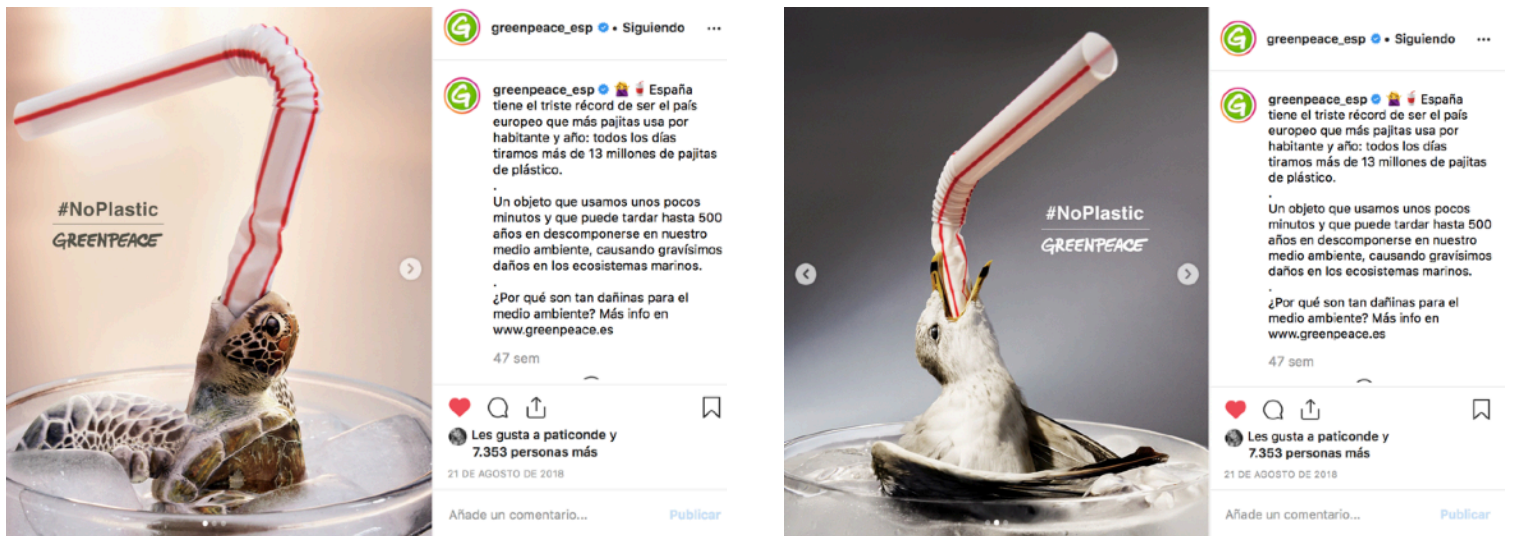 #NoPlastic
GREENPEACE
greenpeace_esp • Siguiendo
greenpeace_esp España
tiene el triste récord de ser el país
europeo que más pajitas usa por
habitante y año: todos los días
tiramos más de 13 millones de pajitas
de plástico.
.
Un objeto que usamos unos pocos
minutos y que puede tardar hasta 500
años en descomponerse en nuestro
medio ambiente, causando gravísimos
daños en los ecosistemas marinos.
.
¿Por qué son tan dañinas para el
medio ambiente? Más info en
www.greenpeace.es
47 sem
Les gusta a paticonde y
7.353 personas más
21 DE AGOSTO DE 2018
Añade un comentario...
Publicar
#NoPlastic
GREENPEACE
greenpeace_esp • Siguiendo
greenpeace_esp España
tiene el triste récord de ser el país
europeo que más pajitas usa por
habitante y año: todos los días
tiramos más de 13 millones de pajitas
de plástico.
.
Un objeto que usamos unos pocos
minutos y que puede tardar hasta 500
años en descomponerse en nuestro
medio ambiente, causando gravísimos
daños en los ecosistemas marinos.
.
¿Por qué son tan dañinas para el
medio ambiente? Más info en
www.greenpeace.es
47 sem
Les gusta a paticonde y
7.353 personas más
21 DE AGOSTO DE 2018
Añade un comentario...
Publicar